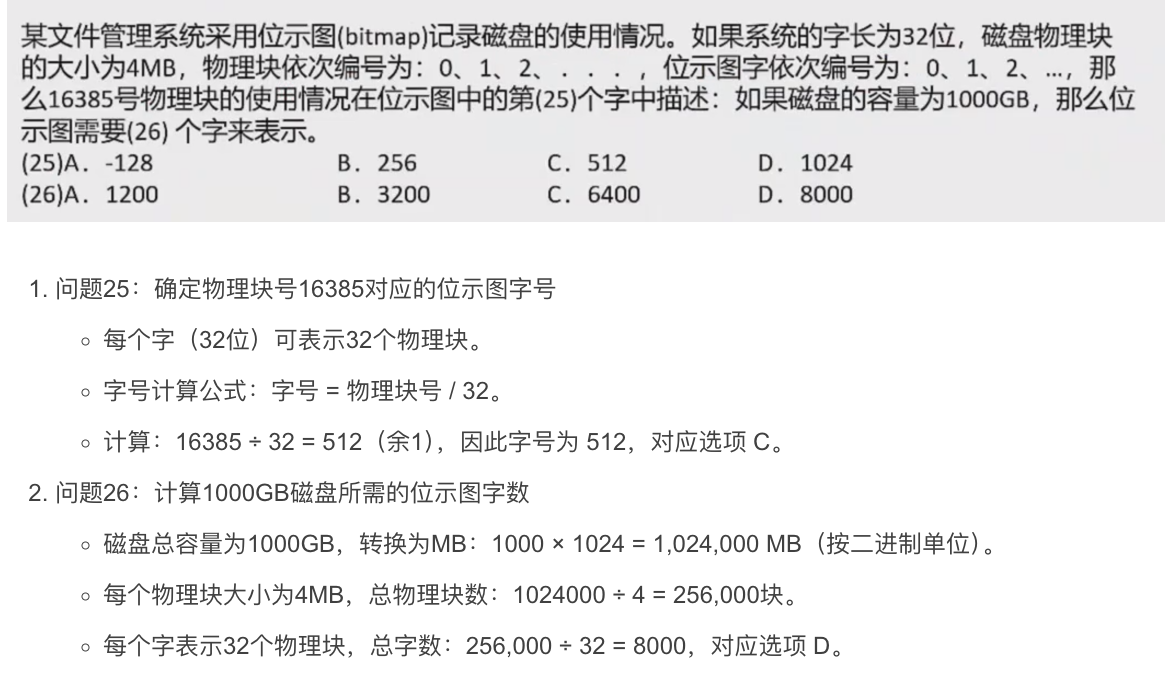 某文件管理系统采用位示图(bitmap)记录磁盘的使用情况。如果系统的字长为32位，磁盘物理块
的大小为4MB，物理块依次编号为：0、1、2、．．．，位示图字依次编号为：0、1、2、…，那
么16385号物理块的使用情况在位示图中的第(25)个字中描述：如果磁盘的容量为1000GB，那么位
示图需要(26) 个字来表示。
(25)A．-128 B．256 C．512 D．1024
(26)A．1200 B．3200 C．6400 D．8000
1. 问题25：确定物理块号16385对应的位示图字号
○ 每个字（32位）可表示32个物理块。
○ 字号计算公式：字号 = 物理块号 / 32。
○ 计算：16385 ÷ 32 = 512（余1），因此字号为 512，对应选项 C。
2. 问题26：计算1000GB磁盘所需的位示图字数
○ 磁盘总容量为1000GB，转换为MB：1000 × 1024 = 1,024,000 MB（按二进制单位）。
○ 每个物理块大小为4MB，总物理块数：1024000 ÷ 4 = 256,000块。
○ 每个字表示32个物理块，总字数：256,000 ÷ 32 = 8000，对应选项 D。